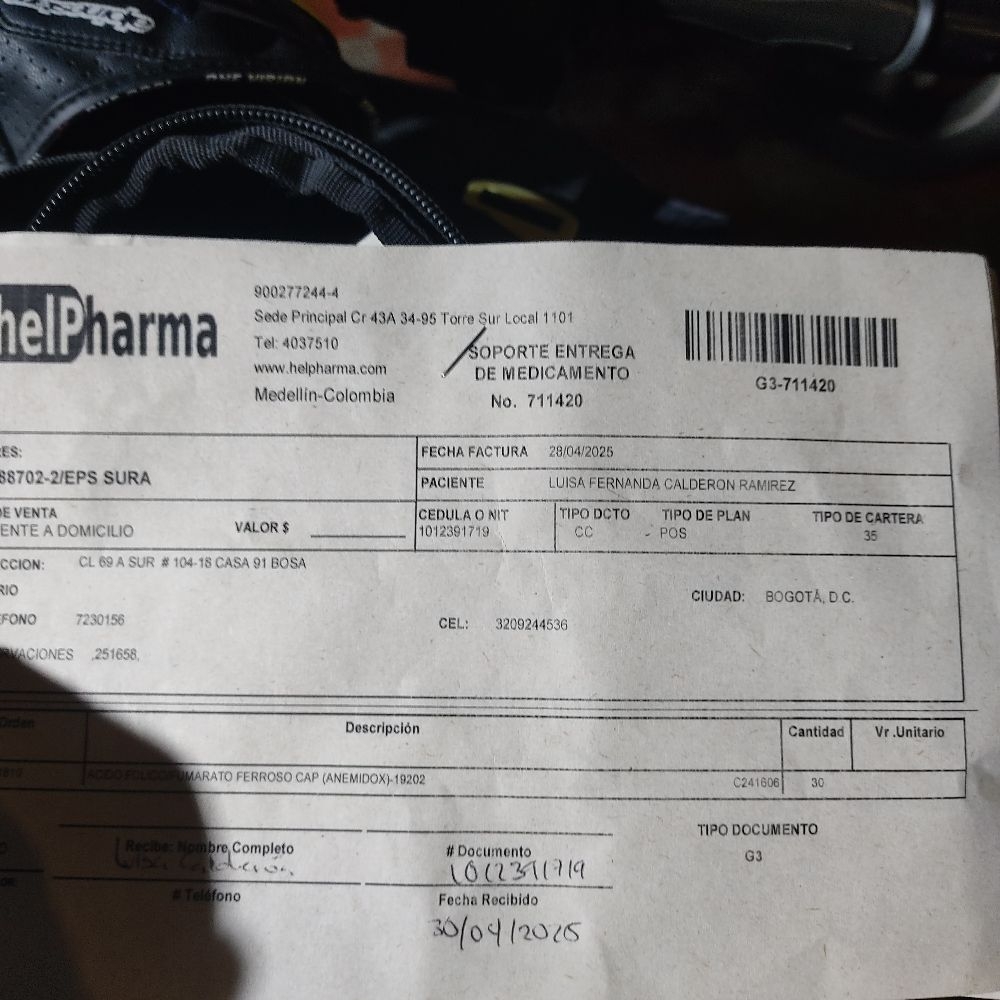 helPharma
900277244-4
Sede Principal Cr 43A 34-95 Torre Sur Local 1101
Tel: 4037510
www.helpharma.com
Medellín-Colombia
SOPORTE ENTREGA
DE MEDICAMENTO
No. 711420
G3-711420
ES:
88702-2/EPS SURA
FECHA FACTURA 28/04/2025
PACIENTE LUISA FERNANDA CALDERON RAMIREZ
DE VENTA
ENTE A DOMICILIO VALOR $
CEDULA O NIT TIPO DCTO TIPO DE PLAN TIPO DE CARTERA
1012391719 CC - POS 35
CCION: CL 69 A SUR # 104-18 CASA 91 BOSA
RIO
CIUDAD: BOGOTÁ, D.C.
FONO 7230156
CEL: 3209244536
VACIONES ,251658,
Orden Descripción Cantidad Vr .Unitario
ACIDO FOLICO/FUMARATO FERROSO CAP (ANEMIDOX)-19202 C241606 30
Recibe: Nombre Completo
Luisa Calderón
# Documento
1012391719
TIPO DOCUMENTO
G3
# Teléfono
Fecha Recibido
30/04/2025